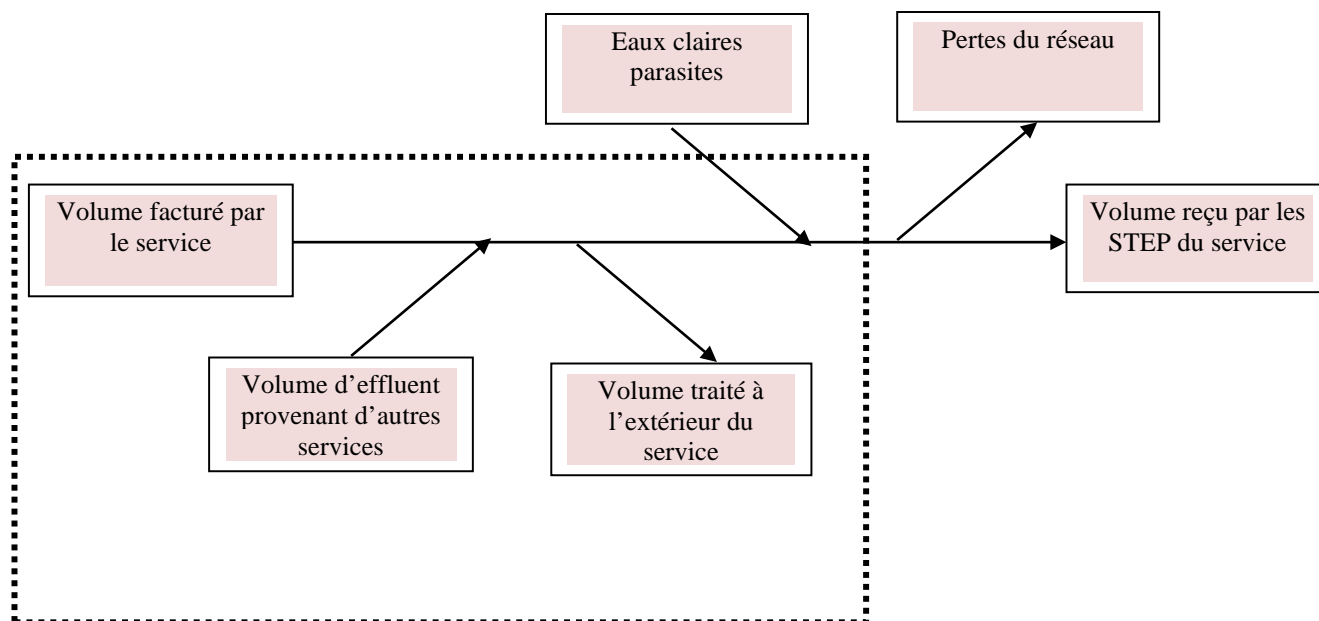 Eaux claires
parasites
Pertes du réseau
Volume facturé par
le service
Volume reçu par les
STEP du service
Volume d’effluent
provenant d’autres
services
Volume traité à
l’extérieur du
service